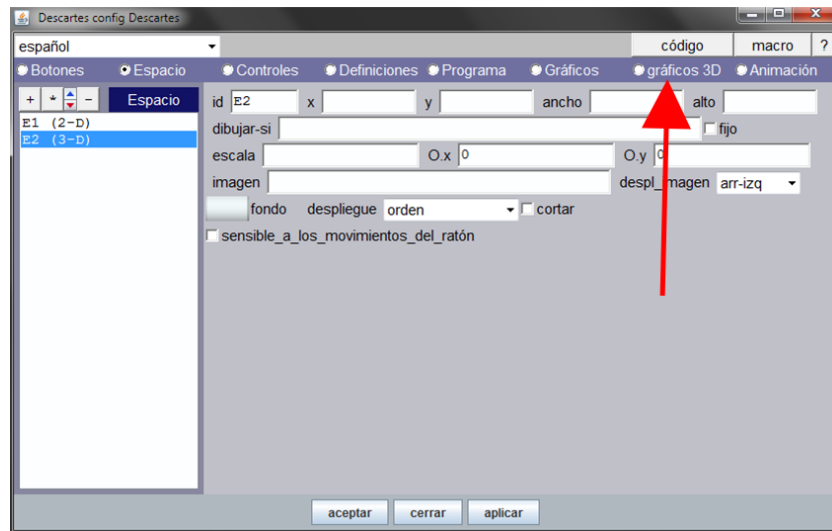 Descartes config Descartes
español código macro ?
Botones Espacio Controles Definiciones Programa Gráficos gráficos 3D Animación
+ * - Espacio id E2 x y ancho alto
E1 (2-D)
dibujar-si fijo
E2 (3-D)
escala O.x 0 O.y 0
imagen despl_imagen arr-izq
fondo despliegue orden cortar
sensible_a_los_movimientos_del_ratón
aceptar cerrar aplicar